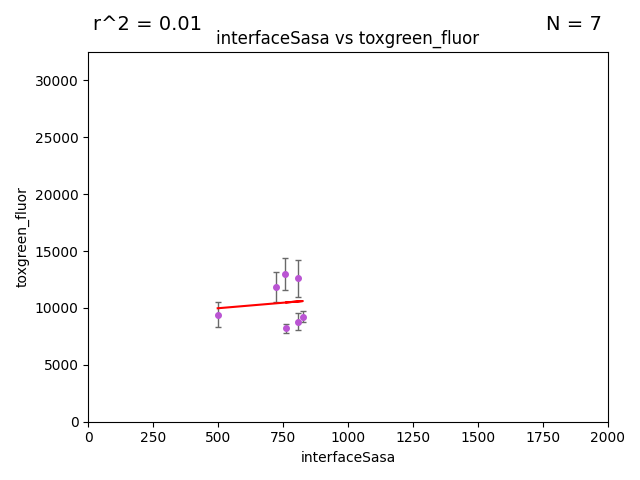 r^2 = 0.01
N = 7
interfaceSasa vs toxgreen_fluor
30000
25000
20000
15000
10000
5000
0
toxgreen_fluor
0 250 500 750 1000 1250 1500 1750 2000
interfaceSasa